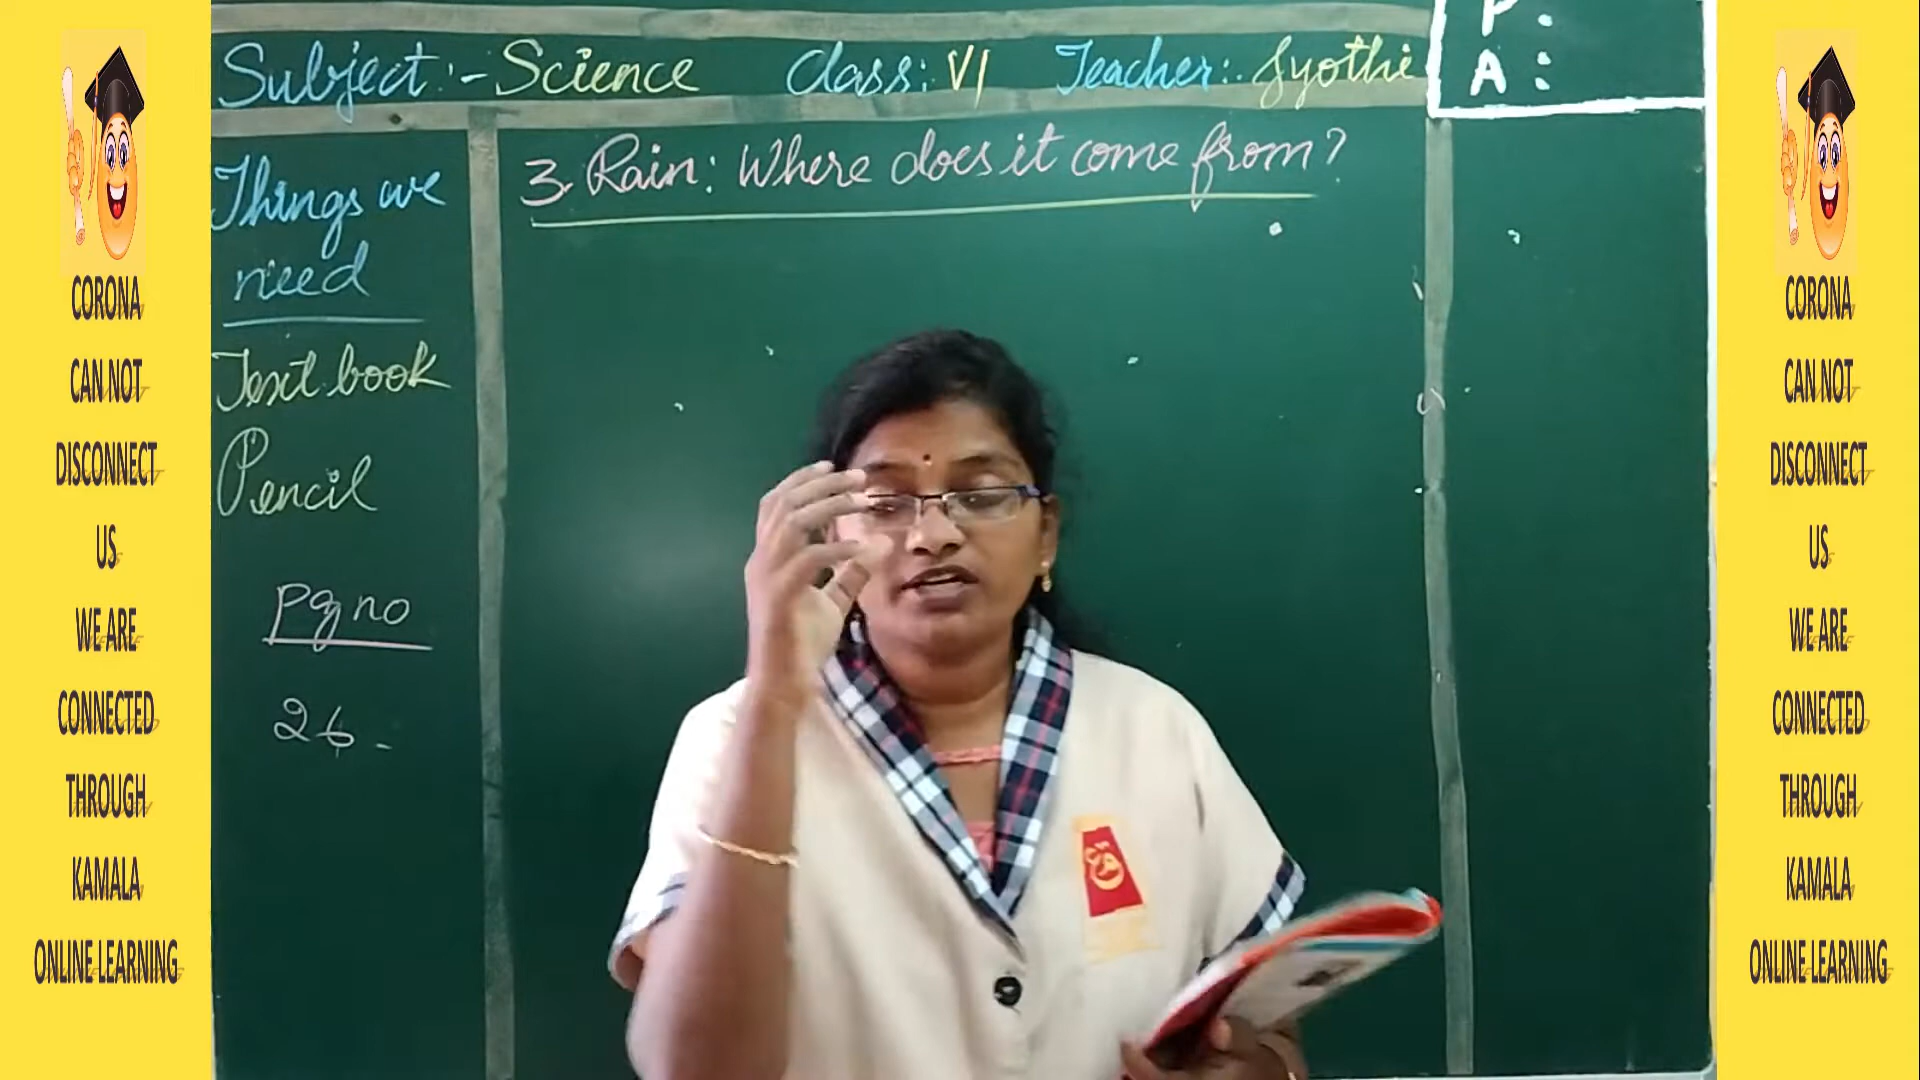 CORONA
CAN NOT
DISCONNECT
US
WE ARE
CONNECTED
THROUGH
KAMALA
ONLINE LEARNING
Subject:- Science Class: VI Teacher:. Jyothi
P:
A:
Things we
need
Text book
Pencil
Pg no
26.
3. Rain: Where does it come from?
CORONA
CAN NOT
DISCONNECT
US
WE ARE
CONNECTED
THROUGH
KAMALA
ONLINE LEARNING